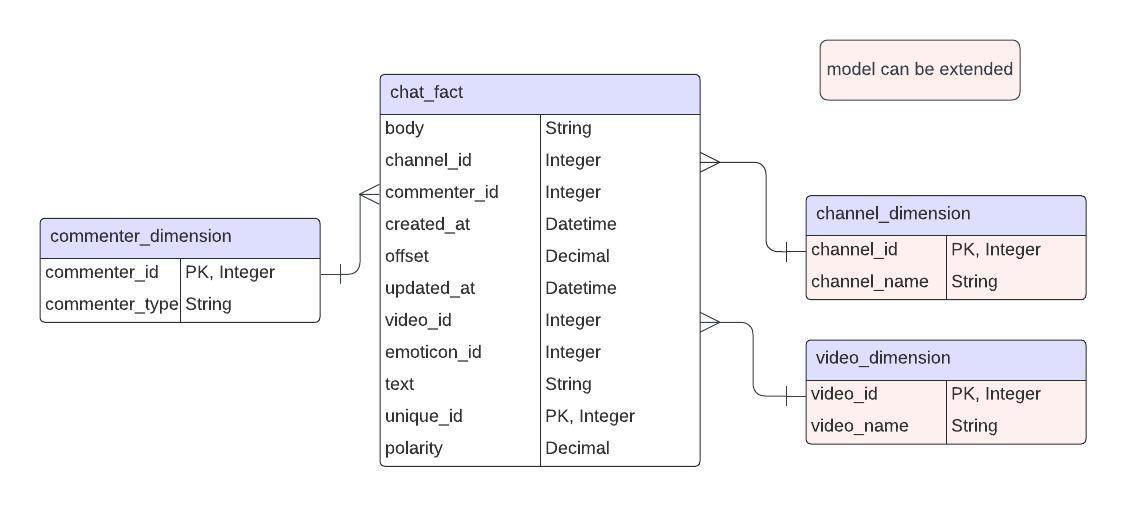 model can be extended
chat_fact
body String
channel_id Integer
commenter_id Integer
created_at Datetime
offset Decimal
updated_at Datetime
video_id Integer
emoticon_id Integer
text String
unique_id PK, Integer
polarity Decimal
commenter_dimension
commenter_id PK, Integer
commenter_type String
channel_dimension
channel_id PK, Integer
channel_name String
video_dimension
video_id PK, Integer
video_name String